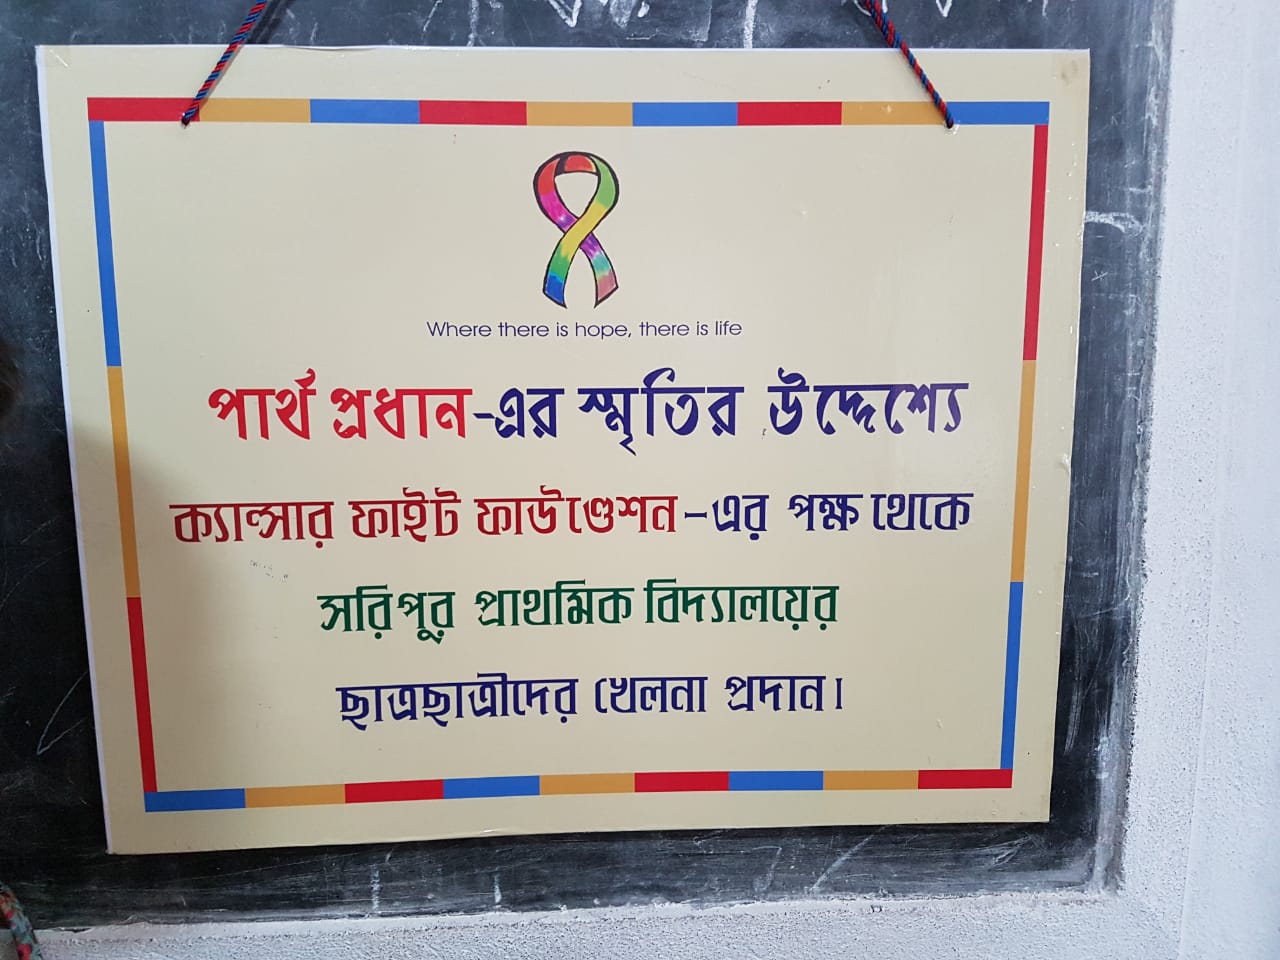 Where there is hope, there is life
পার্থ প্রধান-এর স্মৃতির উদ্দেশ্যে
ক্যান্সার ফাইট ফাউণ্ডেশন-এর পক্ষ থেকে
সরিপুর প্রাথমিক বিদ্যালয়ের
ছাত্রছাত্রীদের খেলনা প্রদান।